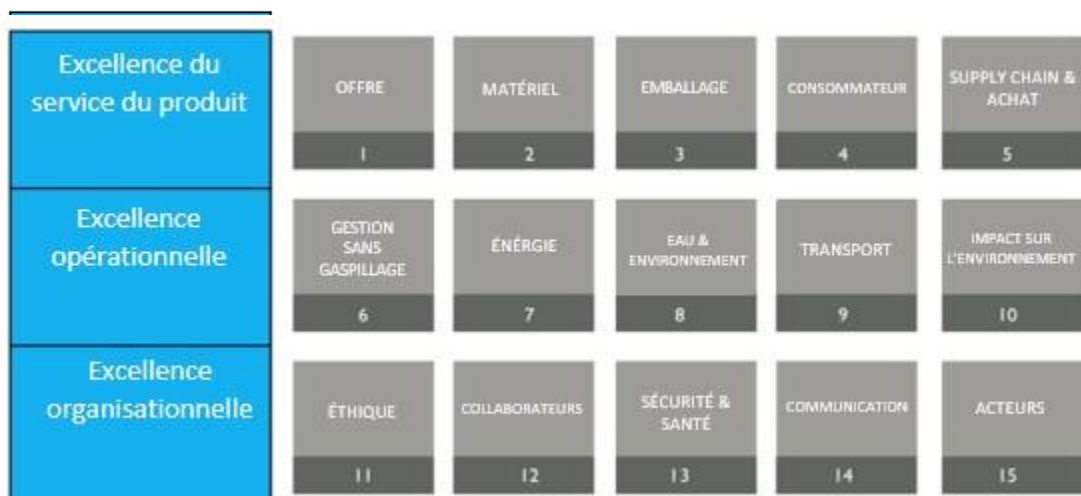 Excellence du
service du produit
OFFRE
1
MATÉRIEL
2
EMBALLAGE
3
CONSOMMATEUR
4
SUPPLY CHAIN &
ACHAT
5
Excellence
opérationnelle
GESTION
SANS
GASPILLAGE
6
ÉNÉRGIE
7
EAU &
ENVIRONNEMENT
8
TRANSPORT
9
IMPACT SUR
L'ENVIRONNEMENT
10
Excellence
organisationnelle
ÉTHIQUE
11
COLLABORATEURS
12
SÉCURITÉ &
SANTÉ
13
COMMUNICATION
14
ACTEURS
15